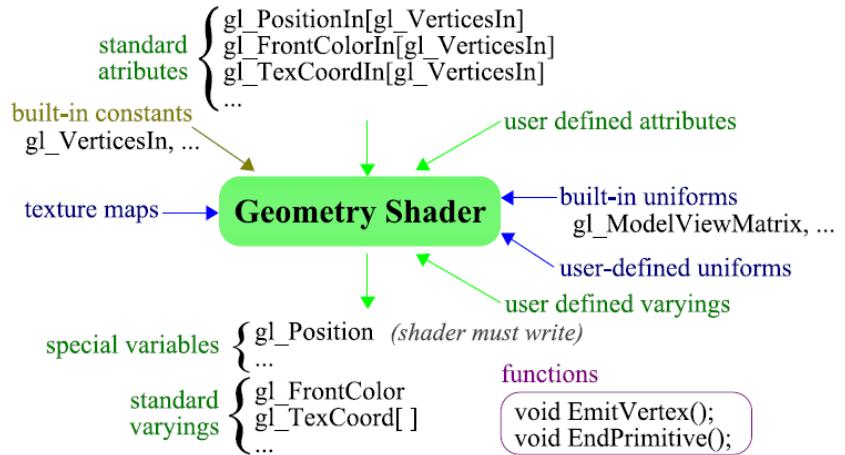 gl_PositionIn[gl_VerticesIn]
standard
atributes
gl_FrontColorIn[gl_VerticesIn]
gl_TexCoordIn[gl_VerticesIn]
...
built-in constants
gl_VerticesIn, ...
user defined attributes
texture maps
Geometry Shader
built-in uniforms
gl_ModelViewMatrix, ...
user-defined uniforms
user defined varyings
special variables
gl_Position (shader must write)
...
standard
varyings
gl_FrontColor
gl_TexCoord[ ]
...
functions
void EmitVertex();
void EndPrimitive();